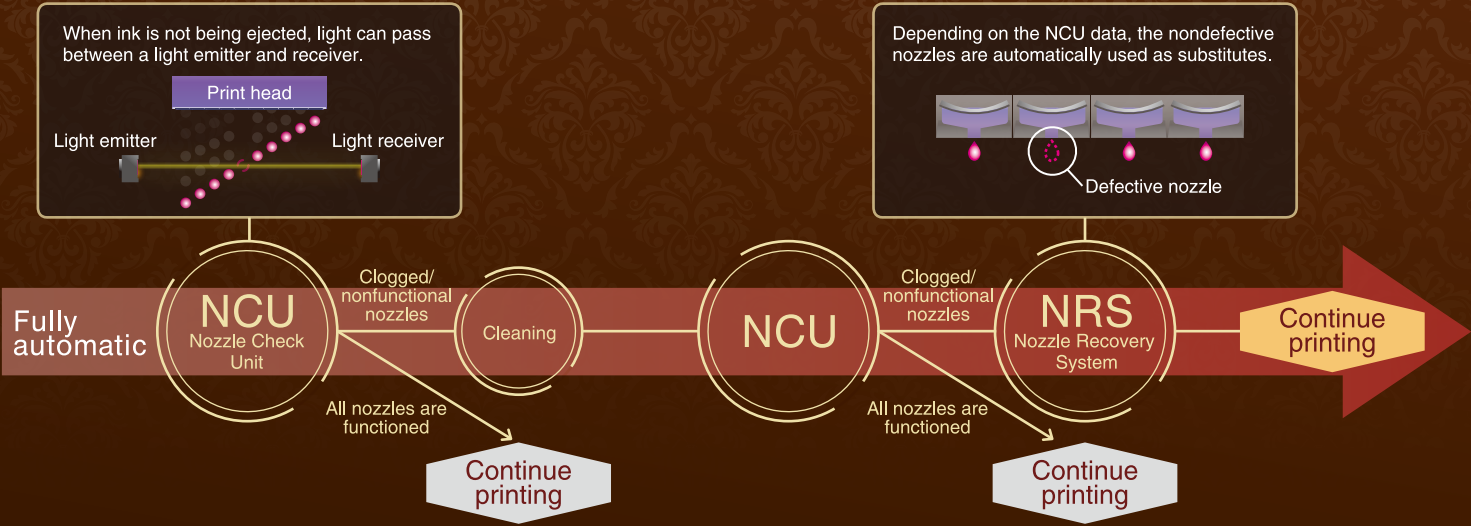 When ink is not being ejected, light can pass
between a light emitter and receiver.
Print head
Light emitter
Light receiver
Depending on the NCU data, the nondefective
nozzles are automatically used as substitutes.
Defective nozzle
Fully
automatic
NCU
Nozzle Check
Unit
Clogged/
nonfunctional
nozzles
Cleaning
All nozzles are
functioned
Continue
printing
NCU
Clogged/
nonfunctional
nozzles
All nozzles are
functioned
Continue
printing
NRS
Nozzle Recovery
System
Continue
printing